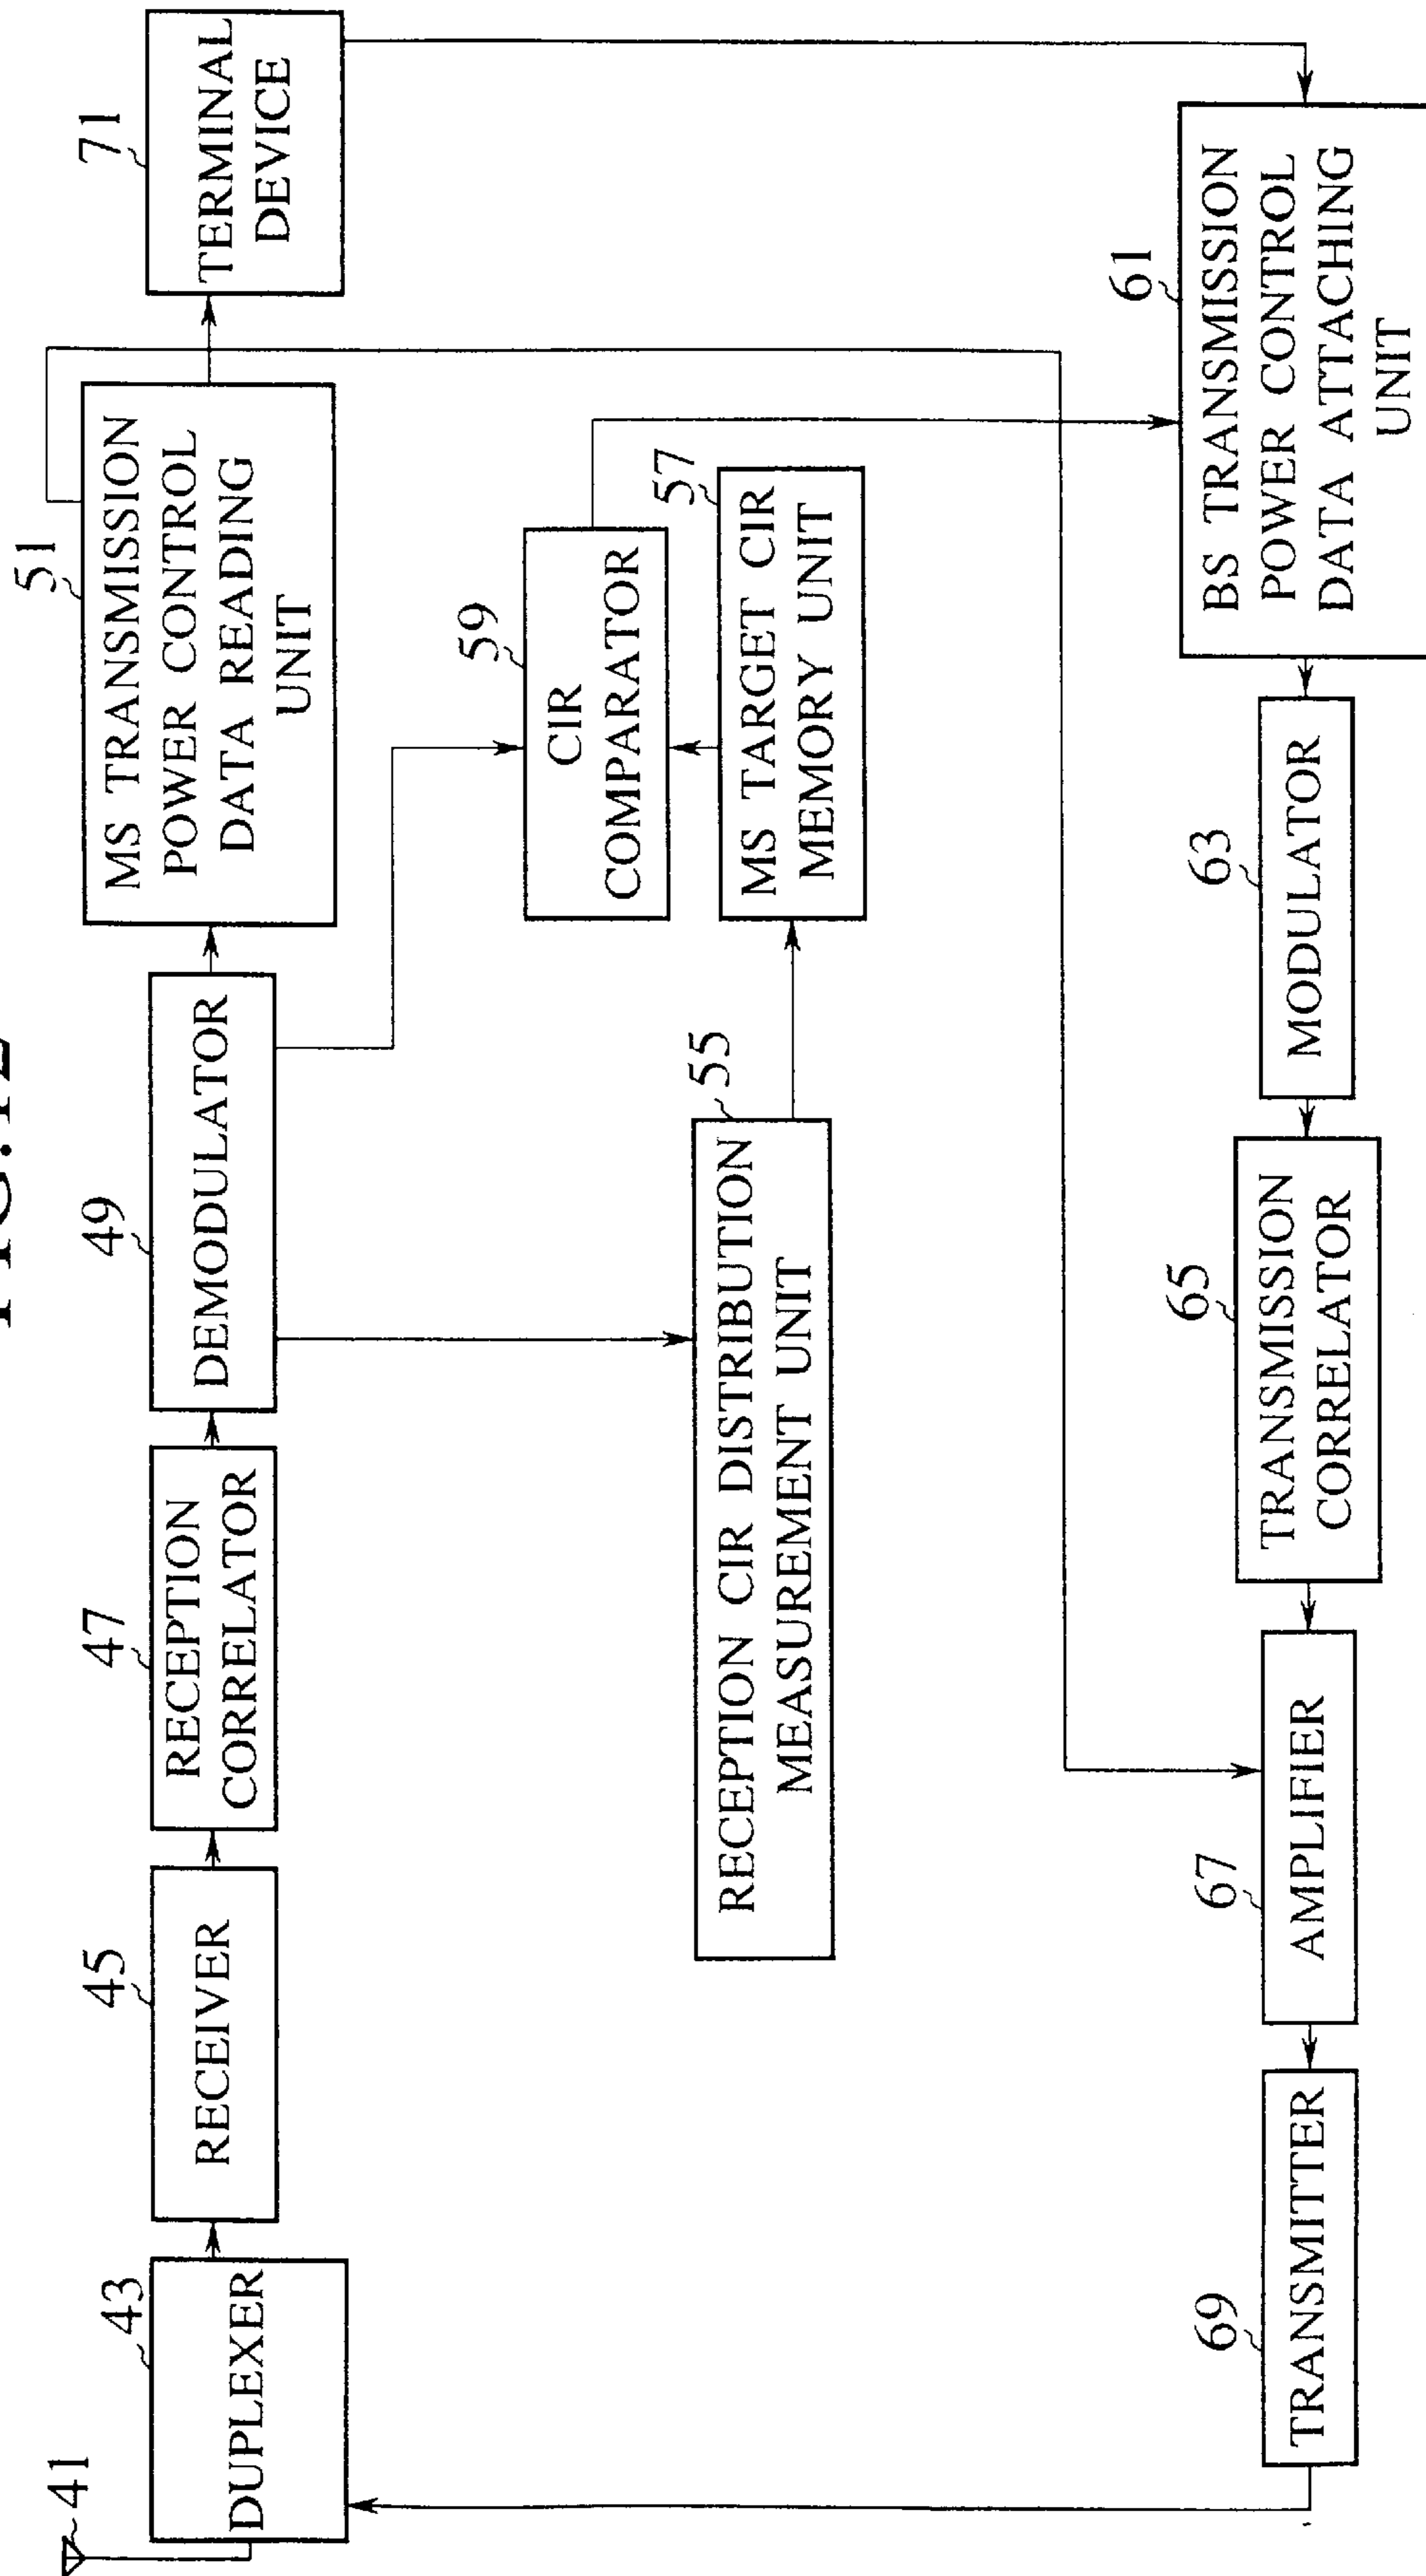 FIG.12
41
43
DUPLEXER
45
RECEIVER
47
RECEPTION
CORRELATOR
49
DEMODULATOR
51
MS TRANSMISSION
POWER CONTROL
DATA READING
UNIT
71
TERMINAL
DEVICE
59
CIR
COMPARATOR
57
MS TARGET CIR
MEMORY UNIT
55
RECEPTION CIR DISTRIBUTION
MEASUREMENT UNIT
69
TRANSMITTER
67
AMPLIFIER
65
TRANSMISSION
CORRELATOR
63
MODULATOR
61
BS TRANSMISSION
POWER CONTROL
DATA ATTACHING
UNIT